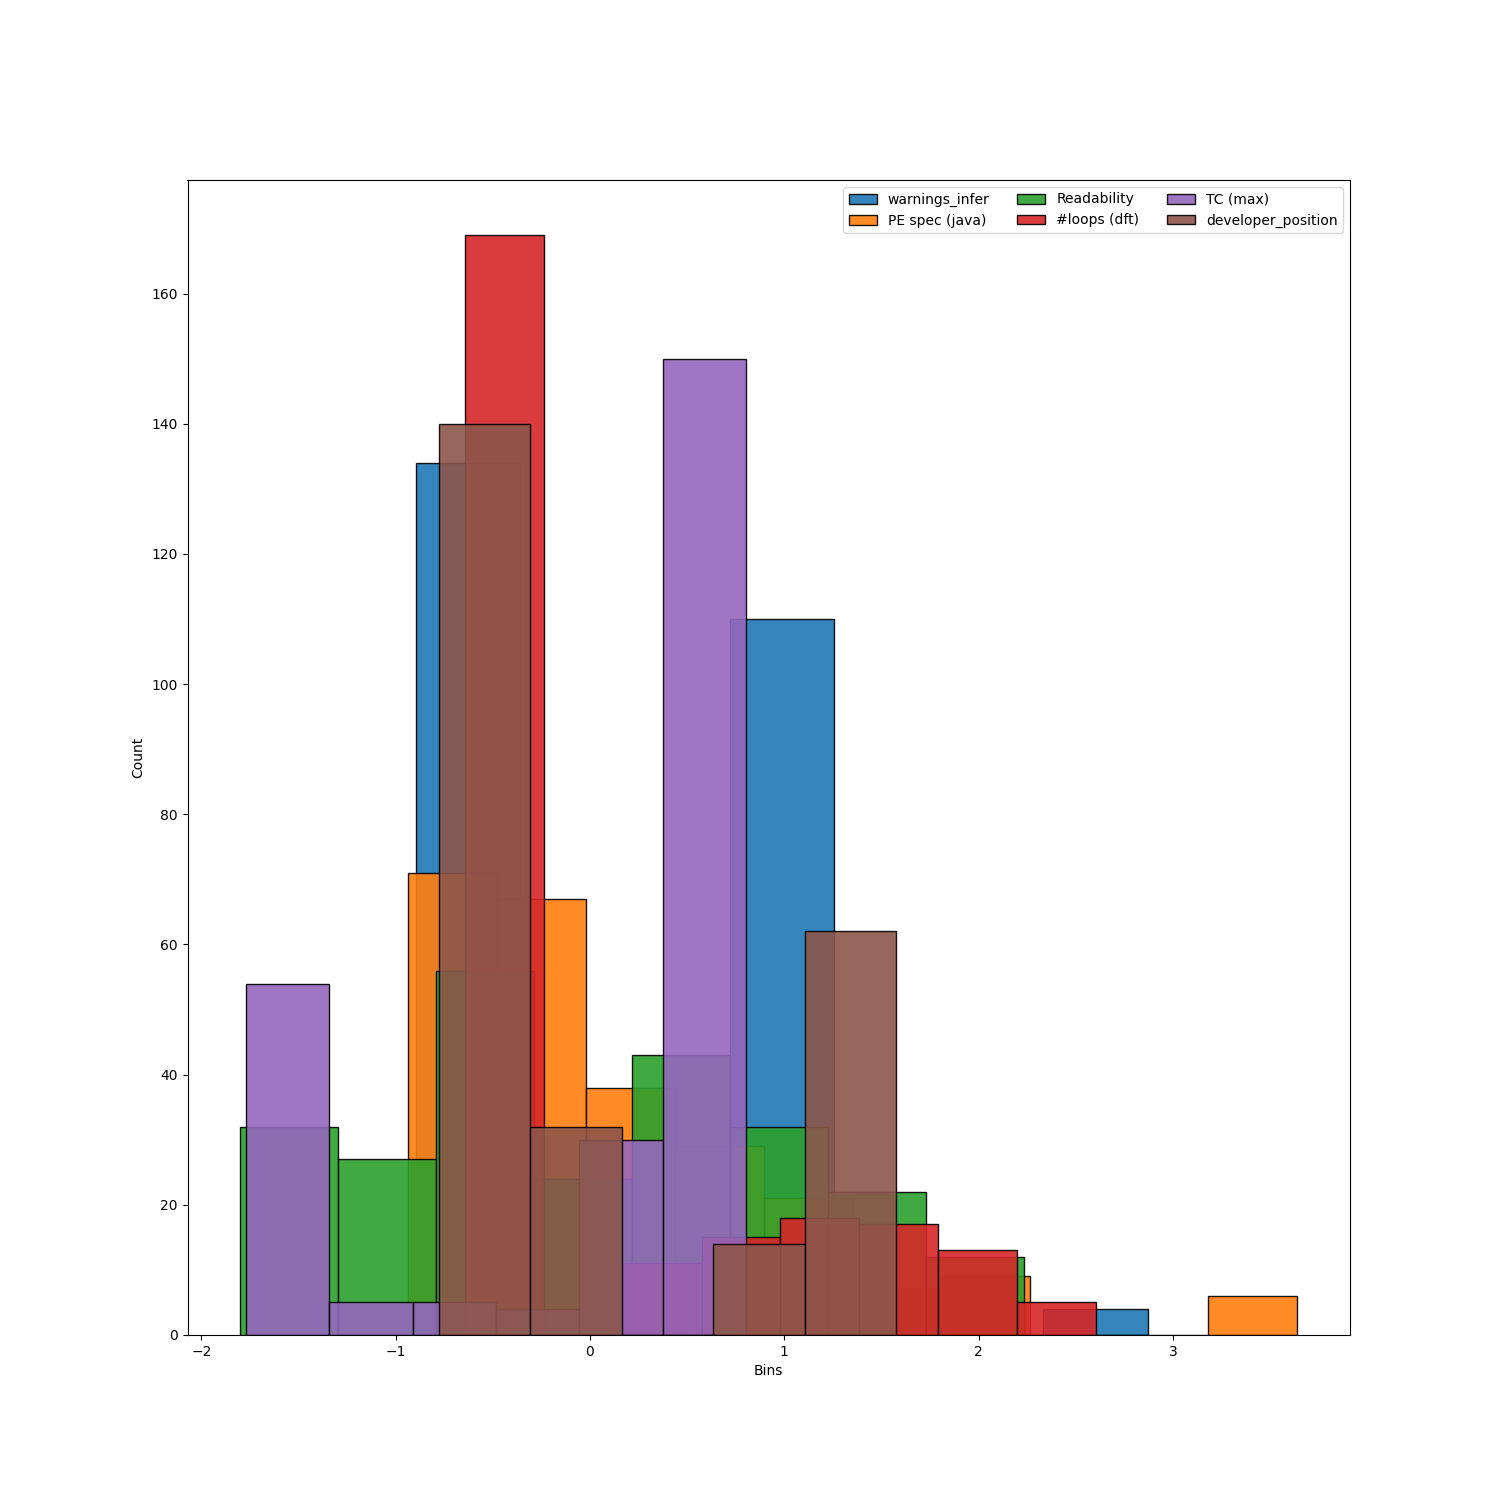 warnings_infer
PE spec (java)
Readability
#loops (dft)
TC (max)
developer_position
160
140
120
100
80
60
40
20
0
Count
−2
−1
0
1
2
3
Bins